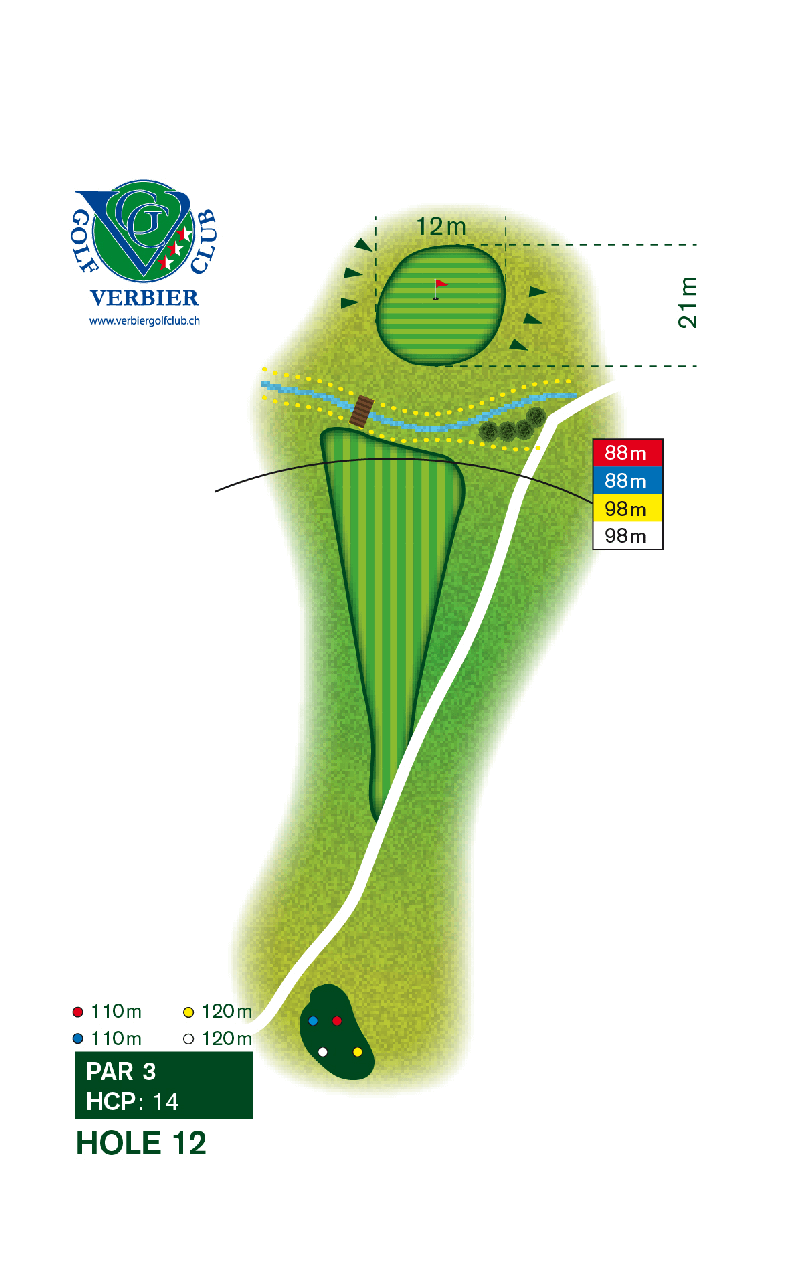 GOLF CLUB
VGC
VERBIER
www.verbiergolfclub.ch
12m
21m
88m
88m
98m
98m
110m 120m
110m 120m
PAR 3
HCP: 14
HOLE 12